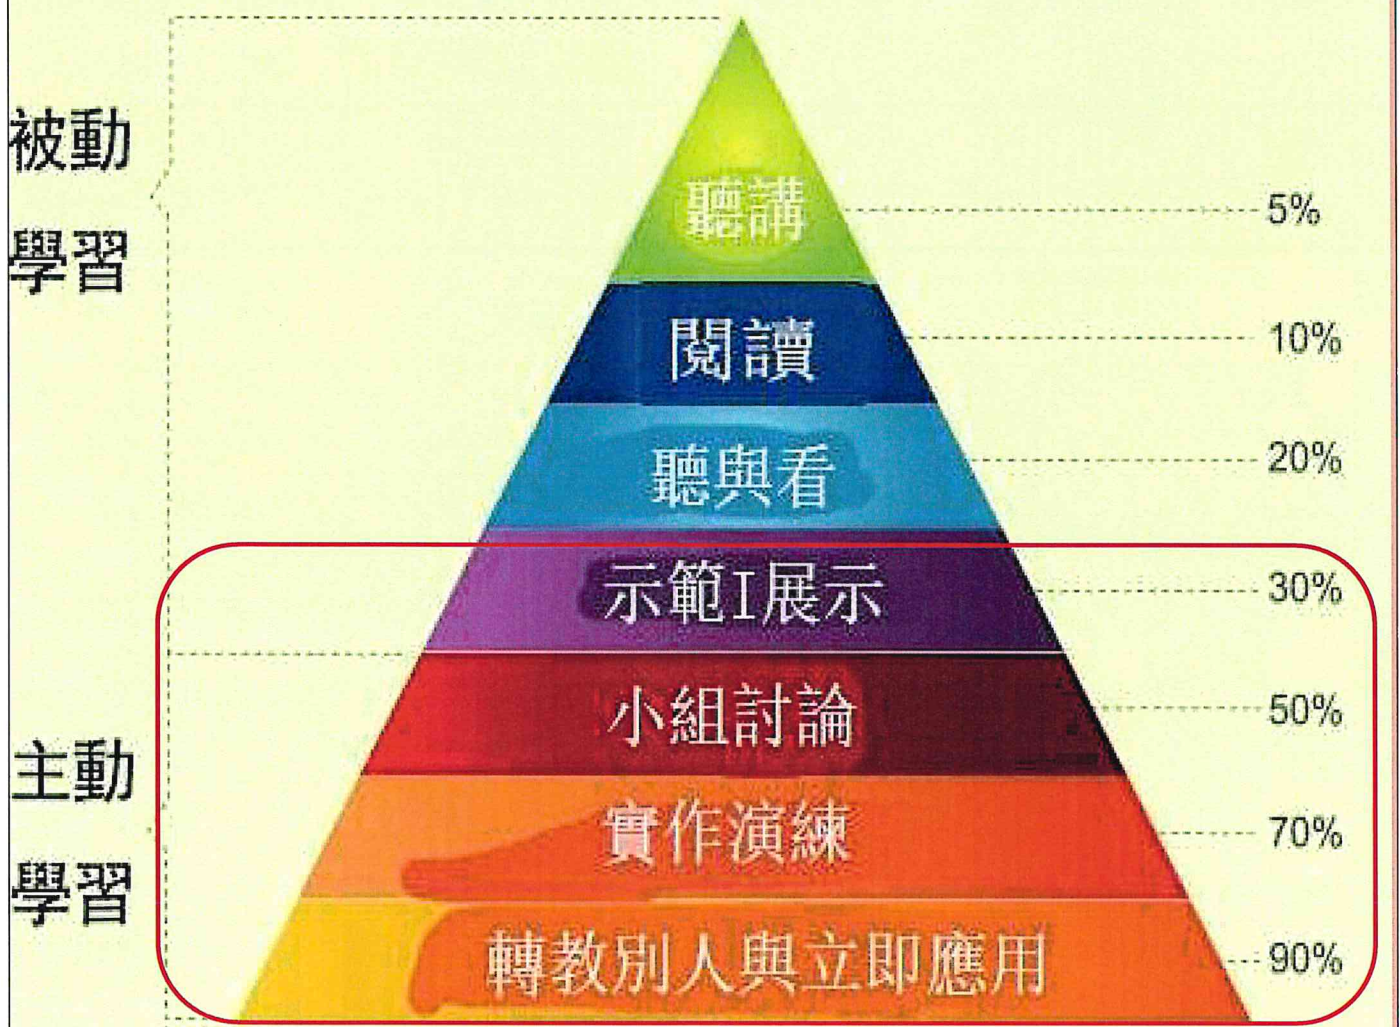 被動
學習
聽講 5%
閱讀 10%
聽與看 20%
示範I展示 30%
小組討論 50%
主動
學習
實作演練 70%
轉教別人與立即應用 90%